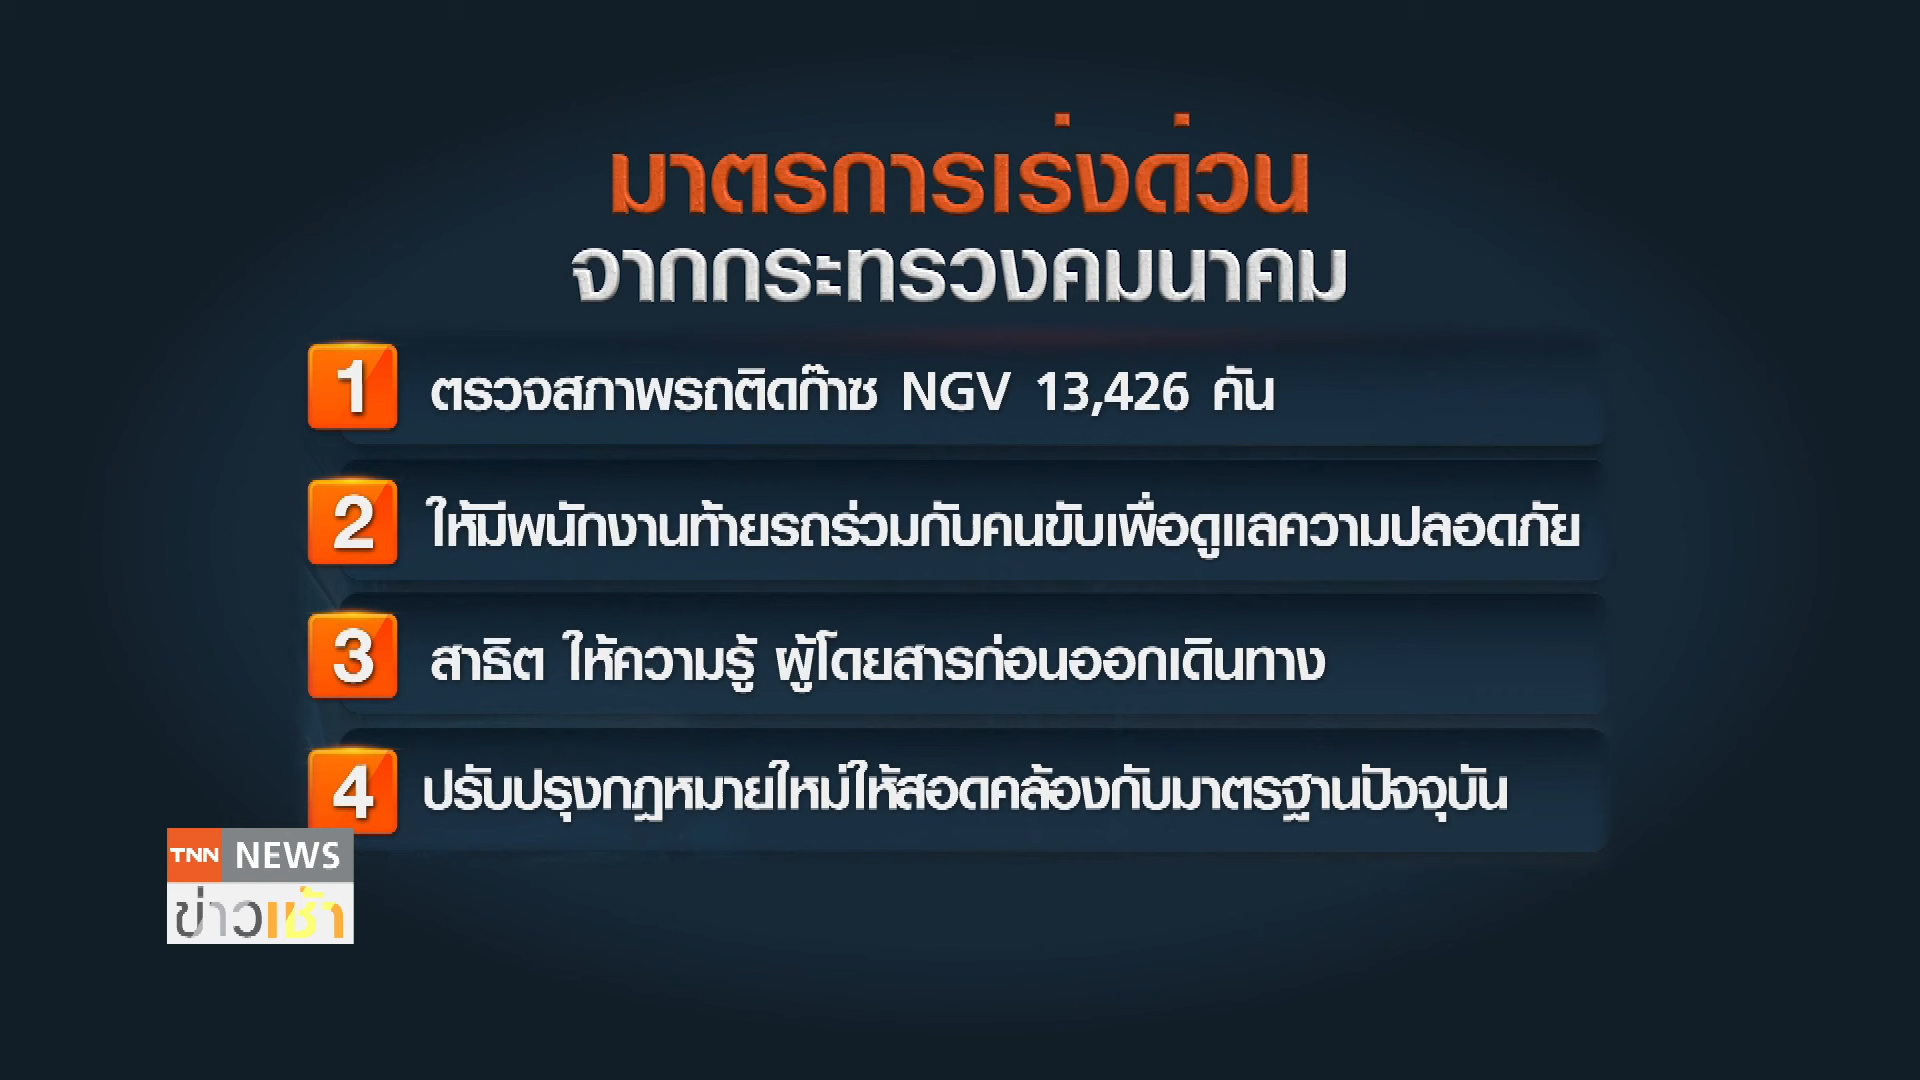 มาตรการเร่งด่วน
จากกระทรวงคมนาคม
1 ตรวจสภาพรถติดก๊าซ NGV 13,426 คัน
2 ให้มีพนักงานท้ายรถร่วมกับคนขับเพื่อดูแลความปลอดภัย
3 สาธิต ให้ความรู้ ผู้โดยสารก่อนออกเดินทาง
4 ปรับปรุงกฎหมายใหม่ให้สอดคล้องกับมาตรฐานปัจจุบัน
TNN NEWS
ข่าวเช้า